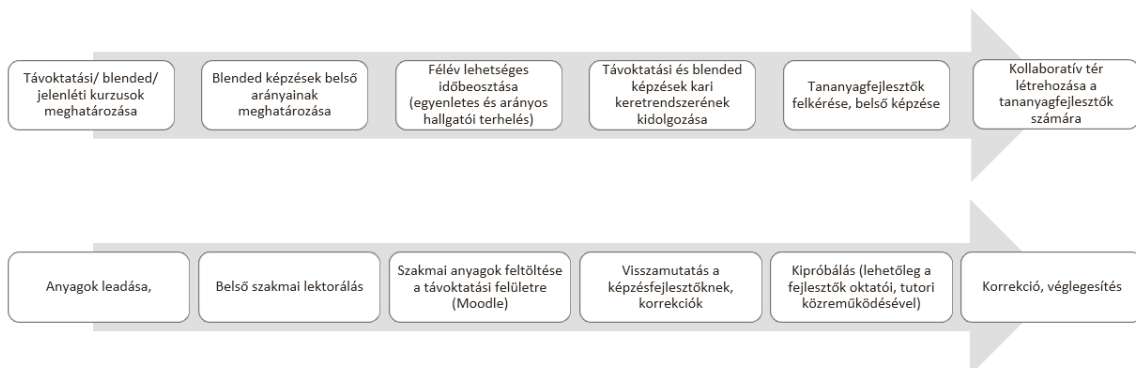 Távoktatási/ blended/
jelenléti kurzusok
meghatározása
Blended képzések belső
arányainak
meghatározása
Félév lehetséges
időbeosztása
(egyenletes és arányos
hallgatói terhelés)
Távoktatási és blended
képzések kari
keretrendszerének
kidolgozása
Tananyagfejlesztők
felkérése, belső képzése
Kollaboratív tér
létrehozása a
tananyagfejlesztők
számára
Anyagok leadása,
Belső szakmai lektorálás
Szakmai anyagok feltöltése
a távoktatási felületre
(Moodle)
Visszamutatás a
képzésfejlesztőknek,
korrekciók
Kipróbálás (lehetőleg a
fejlesztők oktatói, tutori
közreműködésével)
Korrekció, véglegesítés